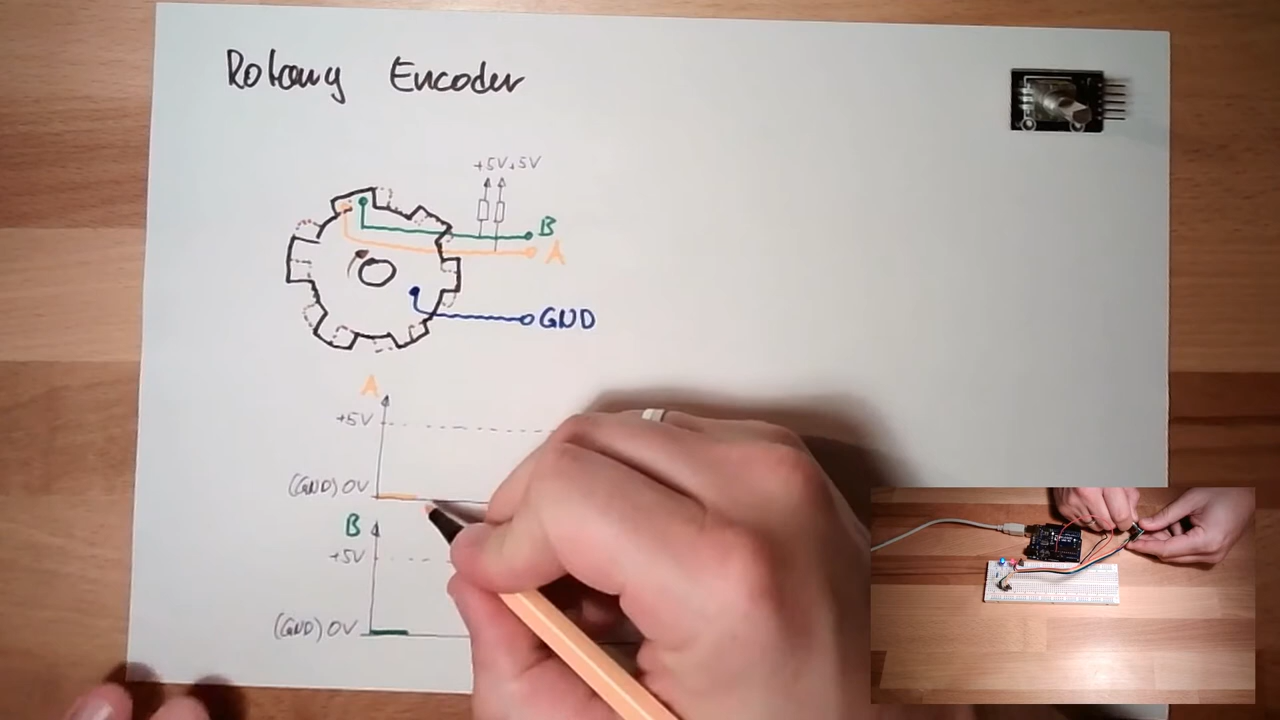 Rotary Encoder
+5V +5V
B
A
GND
A
+5V
(GND) 0V
B
+5V
(GND) 0V